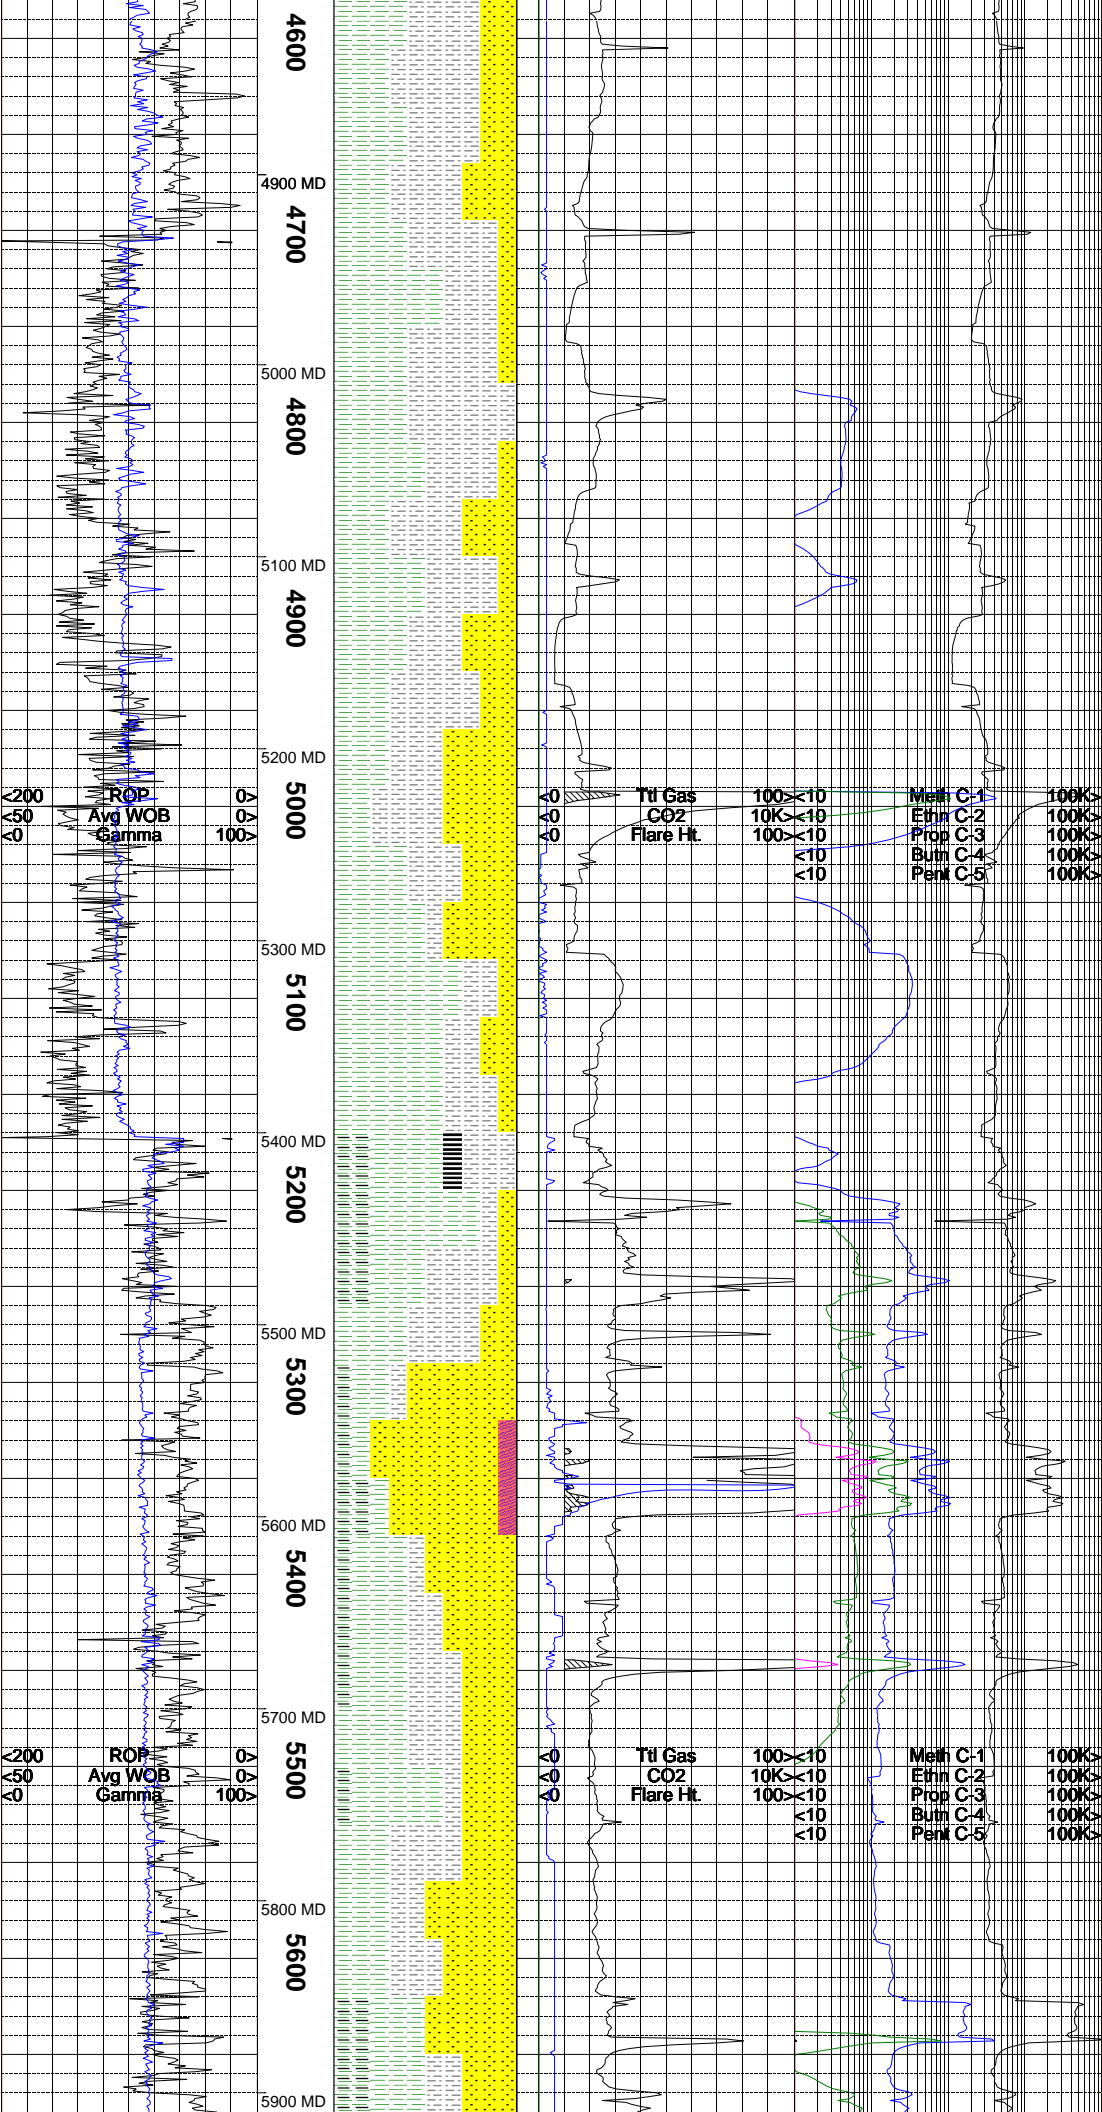 4600
4900 MD
4700
5000 MD
4800
5100 MD
4900
5200 MD
<200 ROP 0>
<50 Avg WOB 0>
<0 Gamma 100>
5000
<0 Ttl Gas 100>
<0 CO2 10K>
<0 Flare Ht. 100>
<10 Meth C-1 100K>
<10 Ethn C-2 100K>
<10 Prop C-3 100K>
<10 Butn C-4 100K>
<10 Pent C-5 100K>
5300 MD
5100
5400 MD
5200
5500 MD
5300
5600 MD
5400
5700 MD
<200 ROP 0>
<50 Avg WOB 0>
<0 Gamma 100>
5500
<0 Ttl Gas 100>
<0 CO2 10K>
<0 Flare Ht. 100>
<10 Meth C-1 100K>
<10 Ethn C-2 100K>
<10 Prop C-3 100K>
<10 Butn C-4 100K>
<10 Pent C-5 100K>
5800 MD
5600
5900 MD